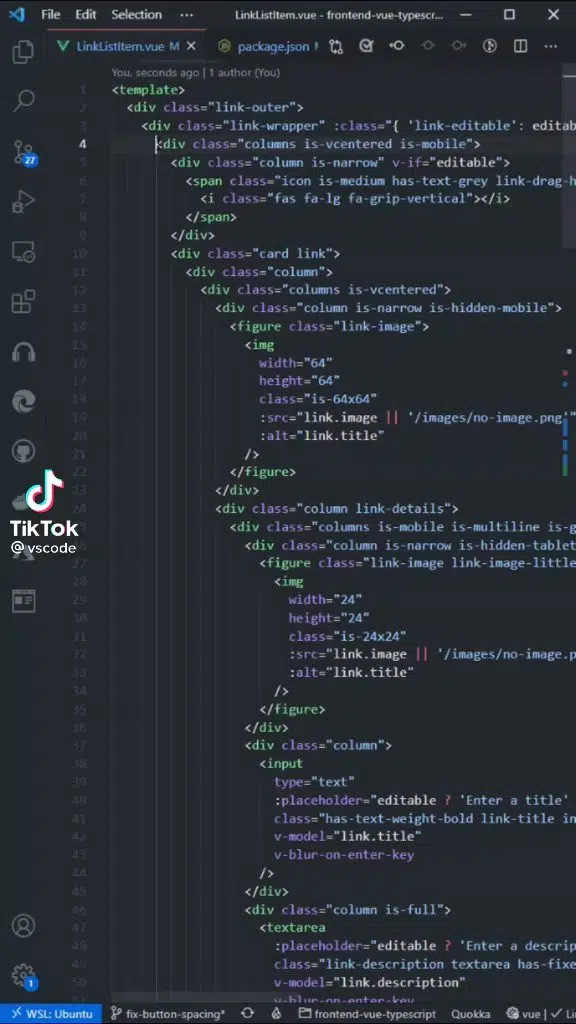 File Edit Selection ··· LinkListItem.vue - frontend-vue-typescr...
LinkListItem.vue M package.json
You, seconds ago | 1 author (You)
1 <template>
2 <div class="link-outer">
3 <div class="link-wrapper" :class="{ 'link-editable': editab
4 <div class="columns is-vcentered is-mobile">
5 <div class="column is-narrow" v-if="editable">
6 <span class="icon is-medium has-text-grey link-drag-h
7 <i class="fas fa-lg fa-grip-vertical"></i>
8 </span>
9 </div>
10 <div class="card link">
11 <div class="column">
12 <div class="columns is-vcentered">
13 <div class="column is-narrow is-hidden-mobile">
14 <figure class="link-image">
15 <img
16 width="64"
17 height="64"
18 class="is-64x64"
19 :src="link.image || '/images/no-image.png'"
20 :alt="link.title"
21 />
22 </figure>
23 </div>
24 <div class="column link-details">
25 <div class="columns is-mobile is-multiline is-g
26 <div class="column is-narrow is-hidden-tablet
27 <figure class="link-image link-image-little
28 <img
29 width="24"
30 height="24"
31 class="is-24x24"
32 :src="link.image || '/images/no-image.p
33 :alt="link.title"
34 />
35 </figure>
36 </div>
37 <div class="column">
38 <input
39 type="text"
40 :placeholder="editable ? 'Enter a title'
41 class="has-text-weight-bold link-title in
42 v-model="link.title"
43 v-blur-on-enter-key
44 />
45 </div>
46 <div class="column is-full">
47 <textarea
48 :placeholder="editable ? 'Enter a descrip
49 class="link-description textarea has-fixe
50 v-model="link.description"
v-blur-on-enter-key
27
TikTok
@vscode
1
WSL: Ubuntu fix-button-spacing* frontend-vue-typescript Quokka vue | ✓ Li